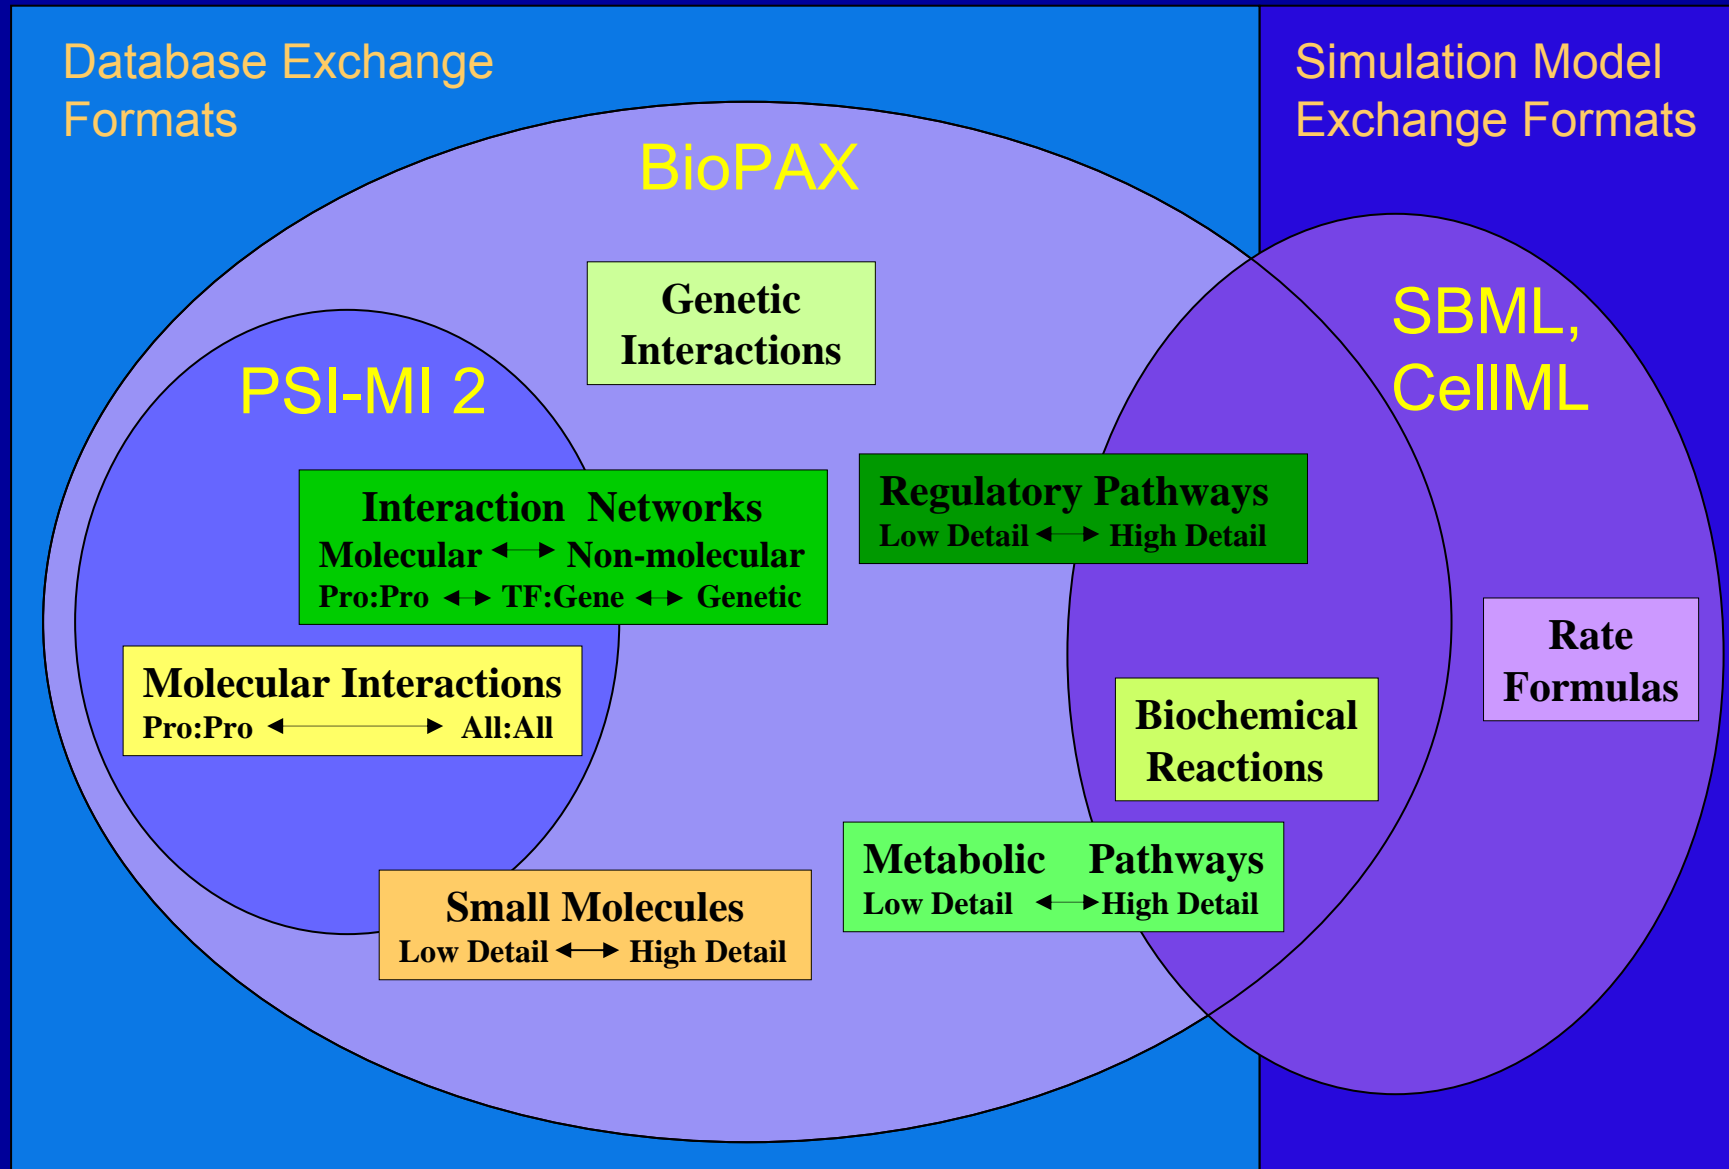 Database Exchange
Formats
Simulation Model
Exchange Formats
BioPAX
Genetic
Interactions
SBML,
CellML
PSI-MI 2
Interaction Networks
Molecular Non-molecular
Pro:Pro TF:Gene Genetic
Regulatory Pathways
Low Detail High Detail
Rate
Formulas
Molecular Interactions
Pro:Pro All:All
Biochemical
Reactions
Metabolic Pathways
Low Detail High Detail
Small Molecules
Low Detail High Detail